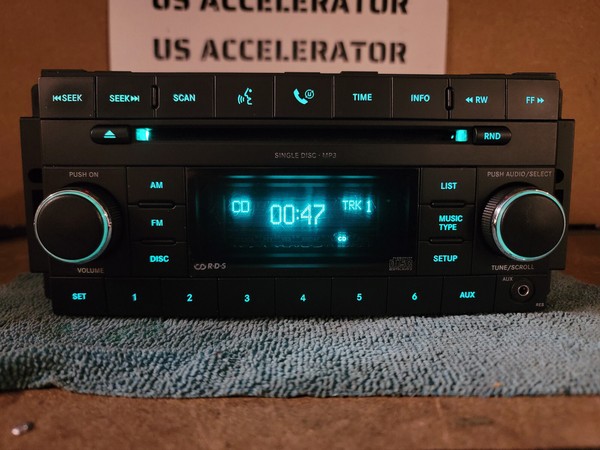 US ACCELERATOR
US ACCELERATOR
SEEK SEEK SCAN TIME INFO RW FF
RND
SINGLE DISC · MP3
PUSH ON
PUSH AUDIO/SELECT
AM
LIST
CD 00:47 TRK 1
FM
MUSIC
TYPE
CD
DISC
SETUP
R·D·S
VOLUME
TUNE/SCROLL
SET 1 2 3 4 5 6 AUX
AUX